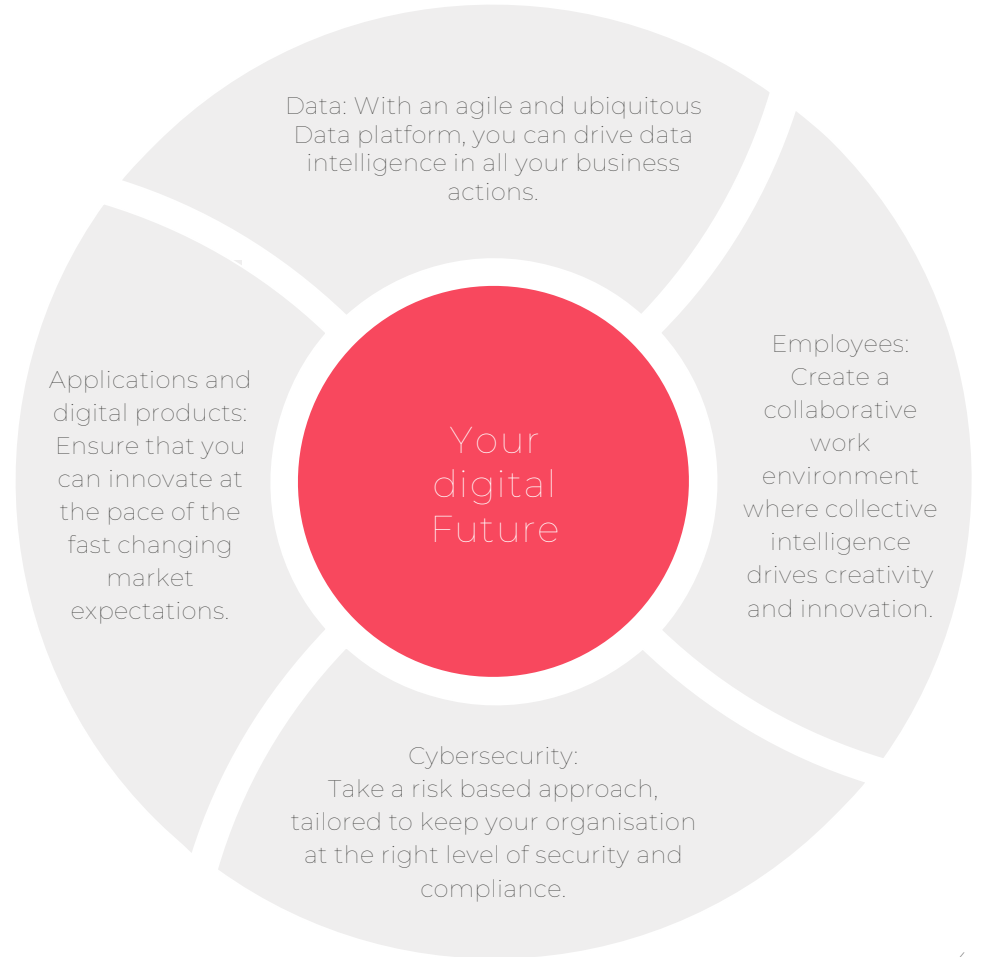 Data: With an agile and ubiquitous
Data platform, you can drive data
intelligence in all your business
actions.
Applications and
digital products:
Ensure that you
can innovate at
the pace of the
fast changing
market
expectations.
Your
digital
Future
Employees:
Create a
collaborative
work
environment
where collective
intelligence
drives creativity
and innovation.
Cybersecurity:
Take a risk based approach,
tailored to keep your organisation
at the right level of security and
compliance.